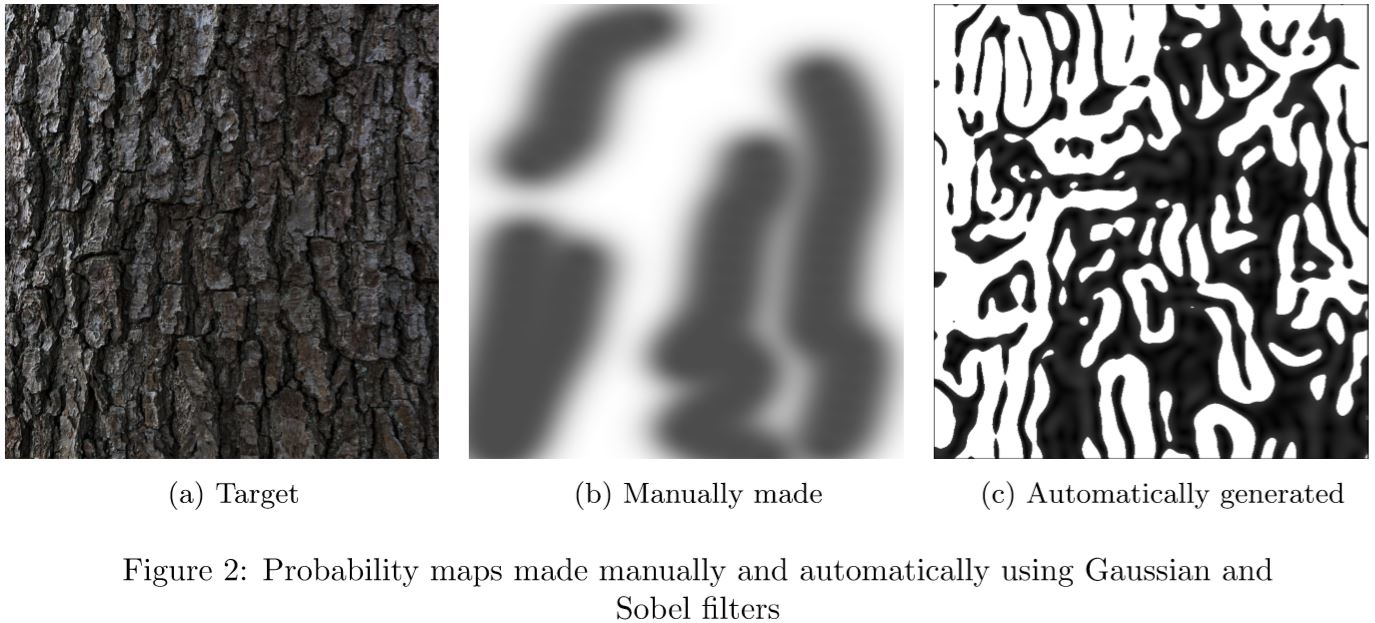 (a) Target
(b) Manually made
(c) Automatically generated
Figure 2: Probability maps made manually and automatically using Gaussian and
Sobel filters